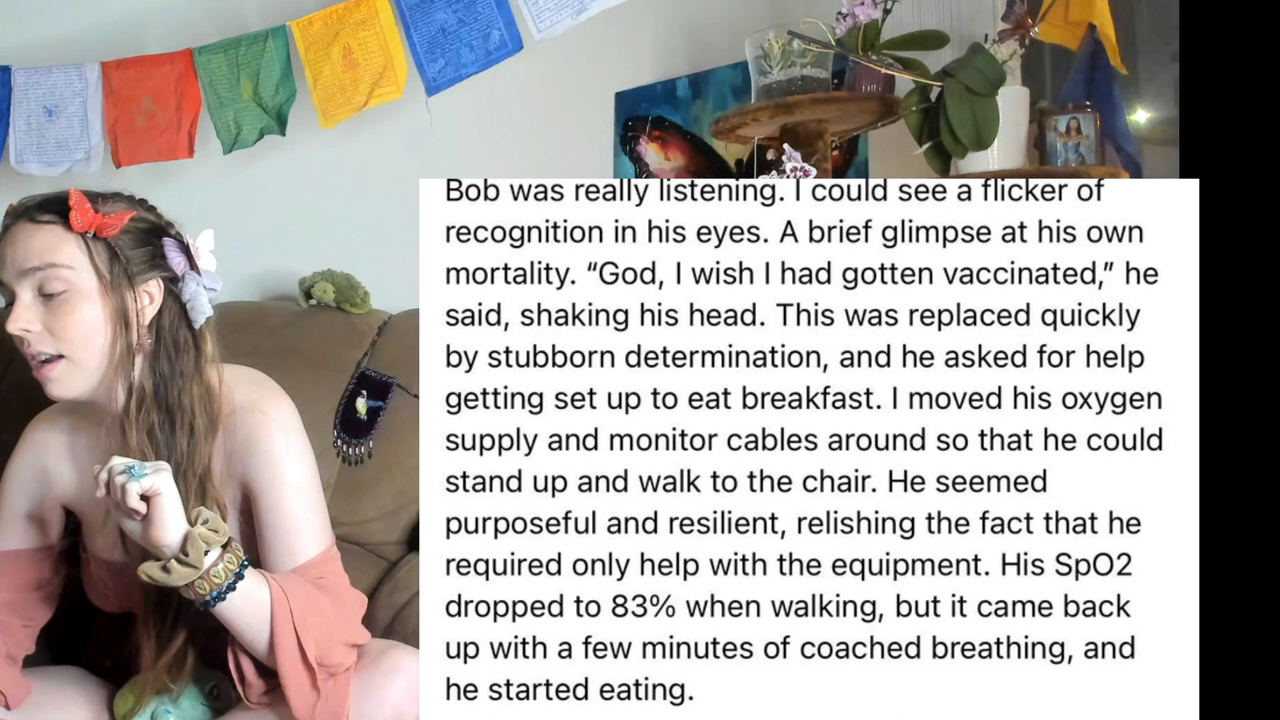 Bob was really listening. I could see a flicker of
recognition in his eyes. A brief glimpse at his own
mortality. “God, I wish I had gotten vaccinated,” he
said, shaking his head. This was replaced quickly
by stubborn determination, and he asked for help
getting set up to eat breakfast. I moved his oxygen
supply and monitor cables around so that he could
stand up and walk to the chair. He seemed
purposeful and resilient, relishing the fact that he
required only help with the equipment. His SpO2
dropped to 83% when walking, but it came back
up with a few minutes of coached breathing, and
he started eating.